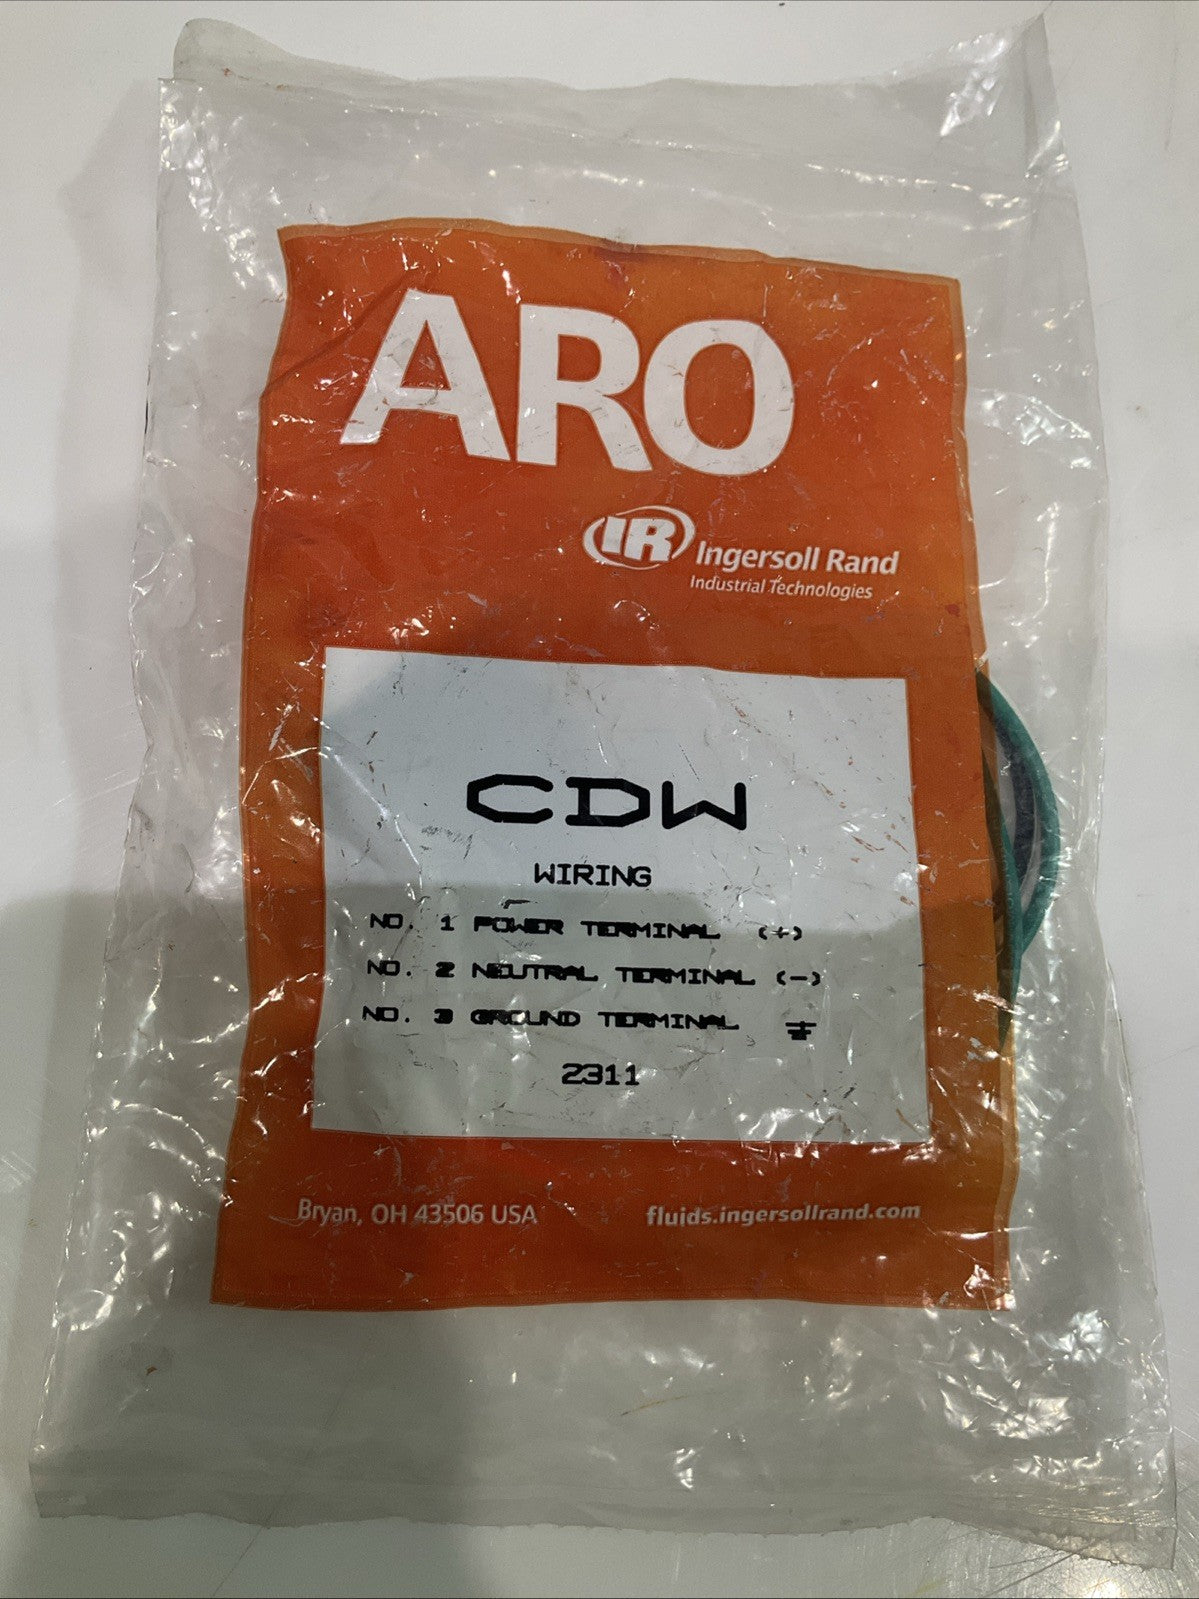 ARO
IR Ingersoll Rand
Industrial Technologies
CDW
WIRING
NO. 1 POWER TERMINAL (+)
NO. 2 NEUTRAL TERMINAL (-)
NO. 3 GROUND TERMINAL ⏚
2311
Bryan, OH 43506 USA
fluids.ingersollrand.com